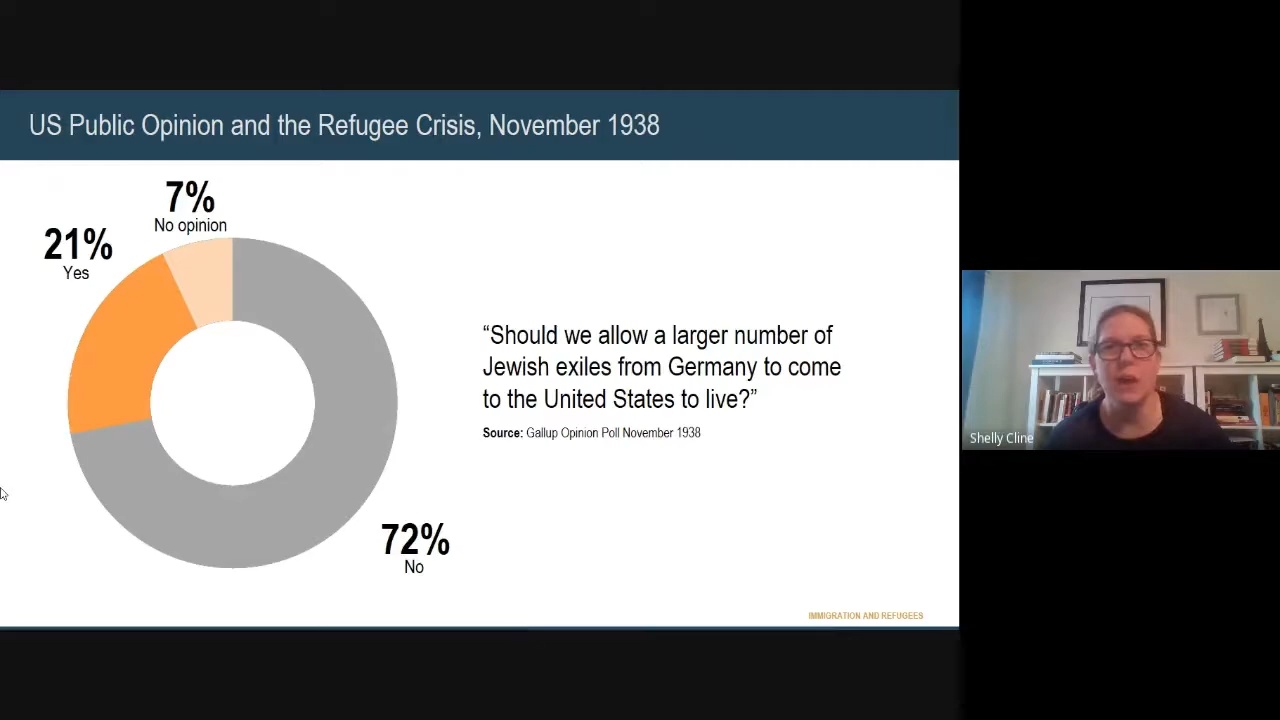 US Public Opinion and the Refugee Crisis, November 1938
7%
No opinion
21%
Yes
“Should we allow a larger number of
Jewish exiles from Germany to come
to the United States to live?”
Source: Gallup Opinion Poll November 1938
72%
No
IMMIGRATION AND REFUGEES
Shelly Cline